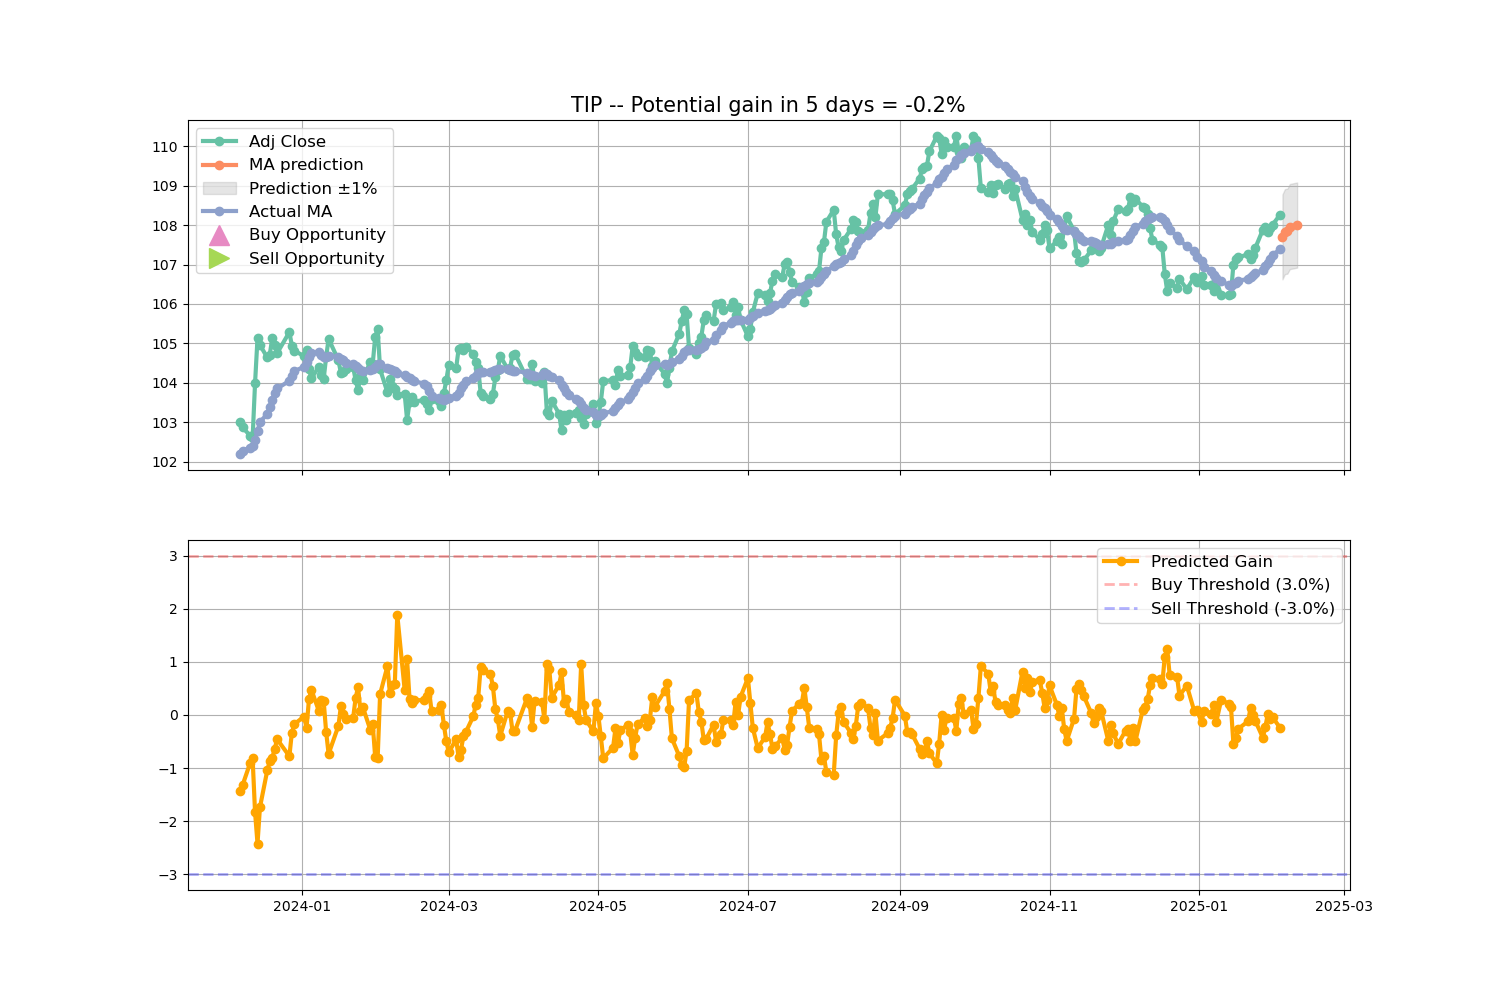 TIP -- Potential gain in 5 days = -0.2%
Adj Close
MA prediction
Prediction ±1%
Actual MA
Buy Opportunity
Sell Opportunity
110
109
108
107
106
105
104
103
102
Predicted Gain
Buy Threshold (3.0%)
Sell Threshold (-3.0%)
3
2
1
0
−1
−2
−3
2024-01 2024-03 2024-05 2024-07 2024-09 2024-11 2025-01 2025-03